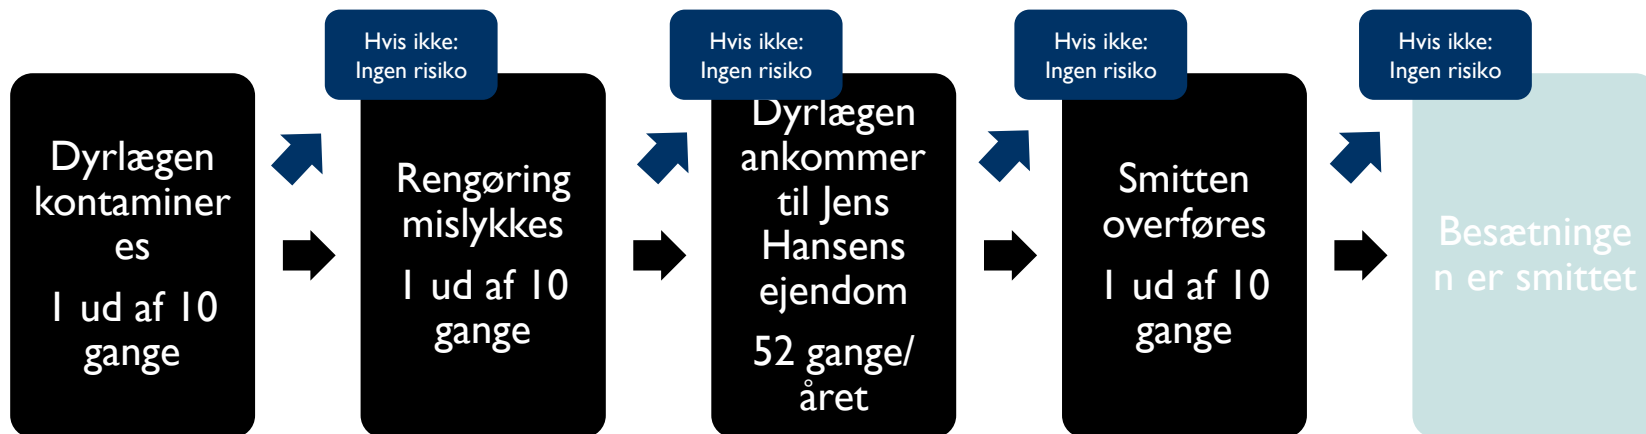 Hvis ikke:
Ingen risiko
Hvis ikke:
Ingen risiko
Hvis ikke:
Ingen risiko
Hvis ikke:
Ingen risiko
Dyrlægen
kontaminer
es
1 ud af 10
gange
Rengøring
mislykkes
1 ud af 10
gange
Dyrlægen
ankommer
til Jens
Hansens
ejendom
52 gange/
året
Smitten
overføres
1 ud af 10
gange
Besætninge
n er smittet